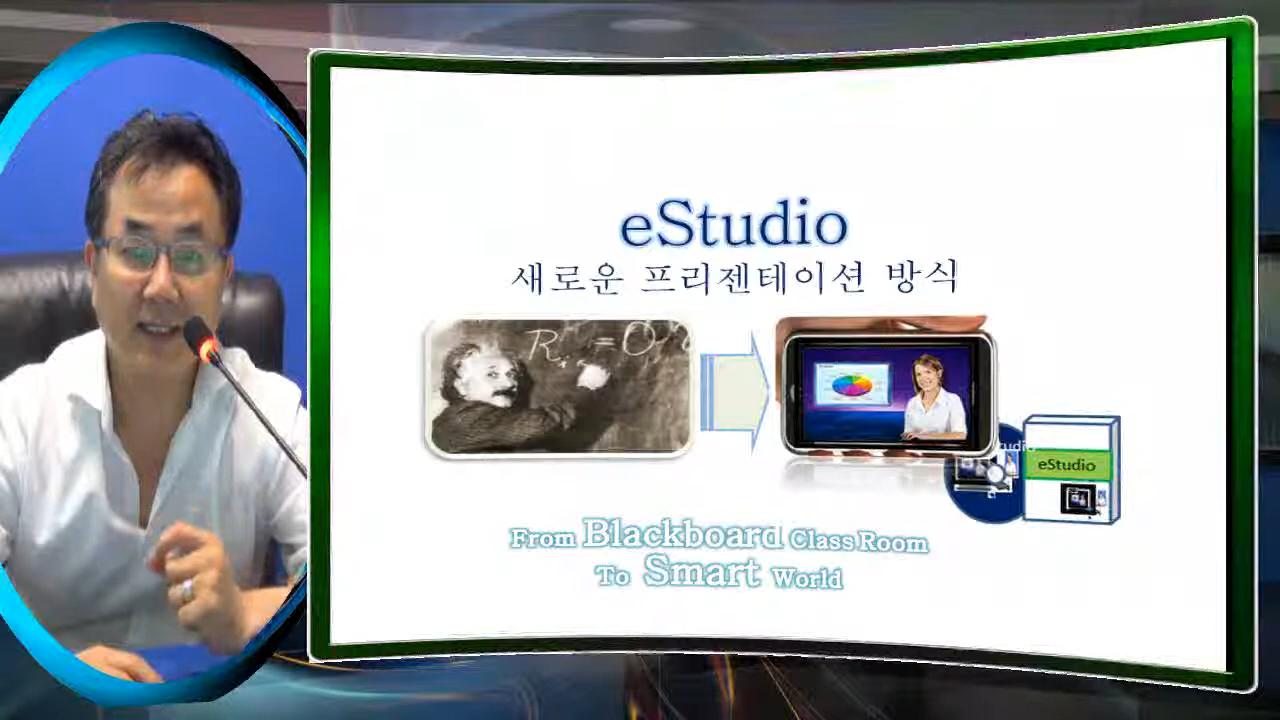 eStudio
새로운 프리젠테이션 방식
eStudio
From Blackboard Class Room
To Smart World